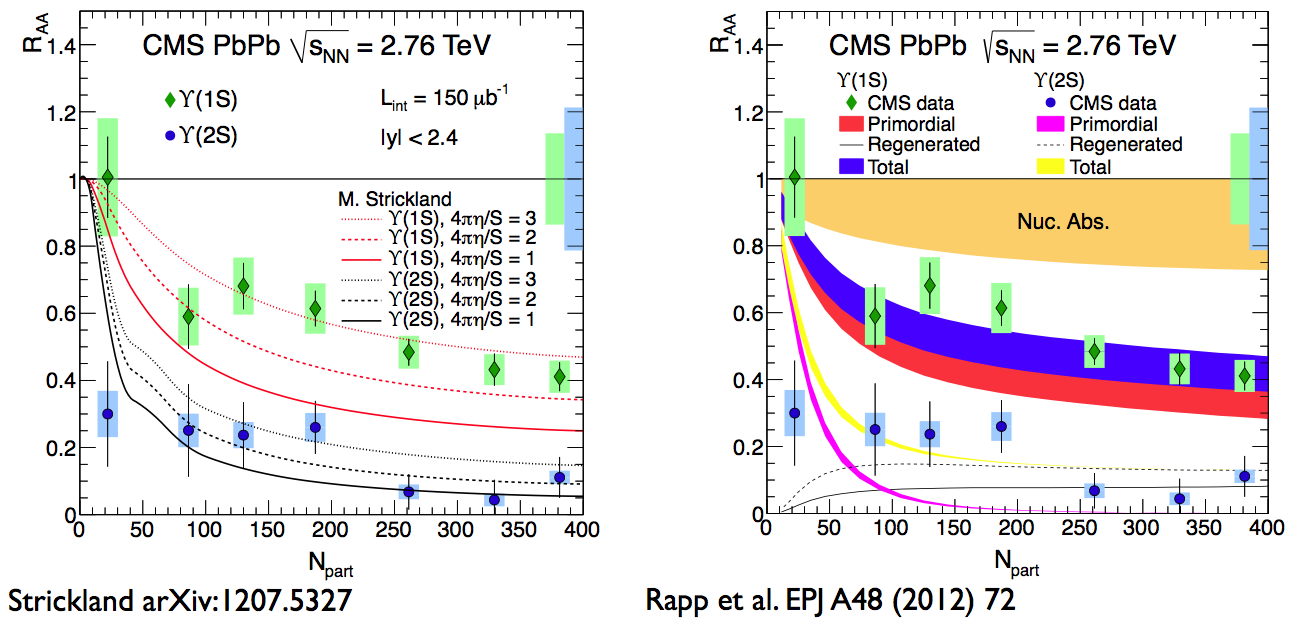 R_AA
CMS PbPb √s_NN = 2.76 TeV
ϒ(1S)
ϒ(2S)
L_int = 150 μb⁻¹
|y| < 2.4
M. Strickland
ϒ(1S), 4πη/S = 3
ϒ(1S), 4πη/S = 2
ϒ(1S), 4πη/S = 1
ϒ(2S), 4πη/S = 3
ϒ(2S), 4πη/S = 2
ϒ(2S), 4πη/S = 1
1.4
1.2
1
0.8
0.6
0.4
0.2
0
0 50 100 150 200 250 300 350 400
N_part
Strickland arXiv:1207.5327
R_AA
CMS PbPb √s_NN = 2.76 TeV
ϒ(1S) ϒ(2S)
CMS data CMS data
Primordial Primordial
Regenerated Regenerated
Total Total
Nuc. Abs.
1.4
1.2
1
0.8
0.6
0.4
0.2
0
0 50 100 150 200 250 300 350 400
N_part
Rapp et al. EPJ A48 (2012) 72